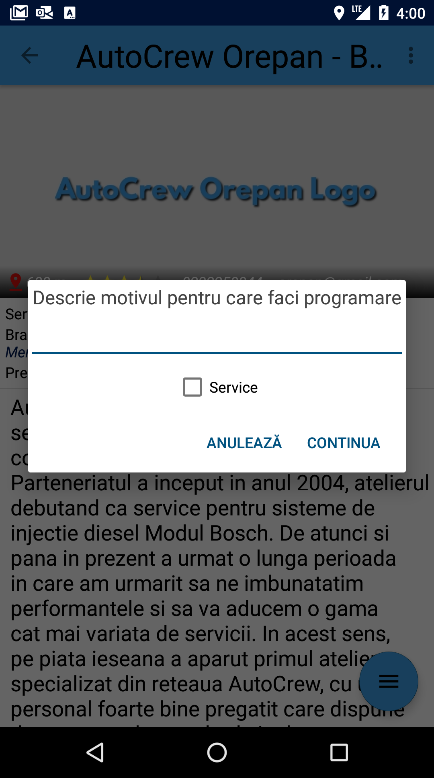 LTE 4:00
AutoCrew Orepan - B..
AutoCrew Orepan Logo
Descrie motivul pentru care faci programare
Ser
Bra
Me
Pre
Service
ANULEAZĂ CONTINUA
Au
se
co
Parteneriatul a inceput in anul 2004, atelierul
debutand ca service pentru sisteme de
injectie diesel Modul Bosch. De atunci si
pana in prezent a urmat o lunga perioada
in care am urmarit sa ne imbunatatim
performantele si sa va aducem o gama
cat mai variata de servicii. In acest sens,
pe piata ieseana a aparut primul atelie
specializat din reteaua AutoCrew, cu u
personal foarte bine pregatit care dispune